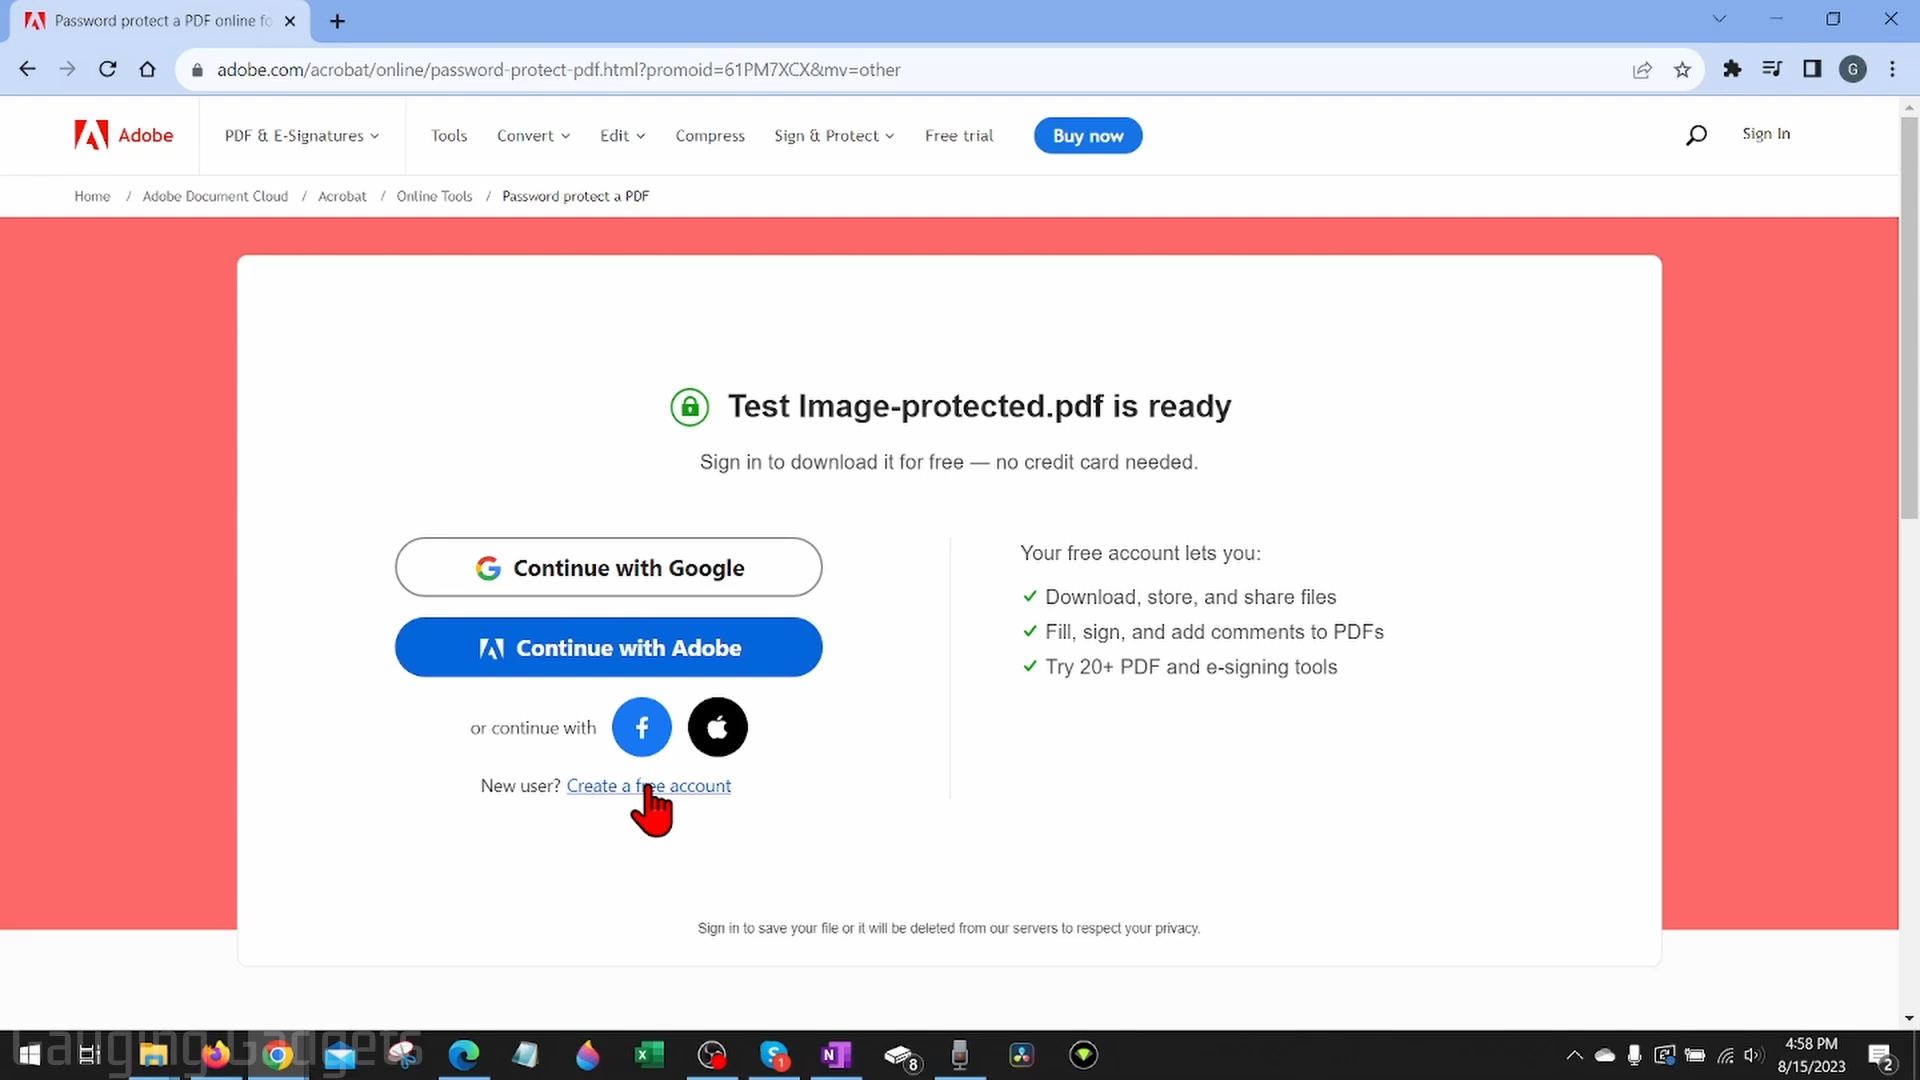 Password protect a PDF online fo
adobe.com/acrobat/online/password-protect-pdf.html?promoid=61PM7XCX&mv=other
G
Adobe
PDF & E-Signatures
Tools
Convert
Edit
Compress
Sign & Protect
Free trial
Buy now
Sign In
Home / Adobe Document Cloud / Acrobat / Online Tools / Password protect a PDF
Test Image-protected.pdf is ready
Sign in to download it for free — no credit card needed.
Continue with Google
Continue with Adobe
or continue with
New user? Create a free account
Your free account lets you:
Download, store, and share files
Fill, sign, and add comments to PDFs
Try 20+ PDF and e-signing tools
Sign in to save your file or it will be deleted from our servers to respect your privacy.
Gauging Gadgets
1
8
4:58 PM
8/15/2023
2